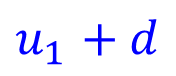 u₁ + d